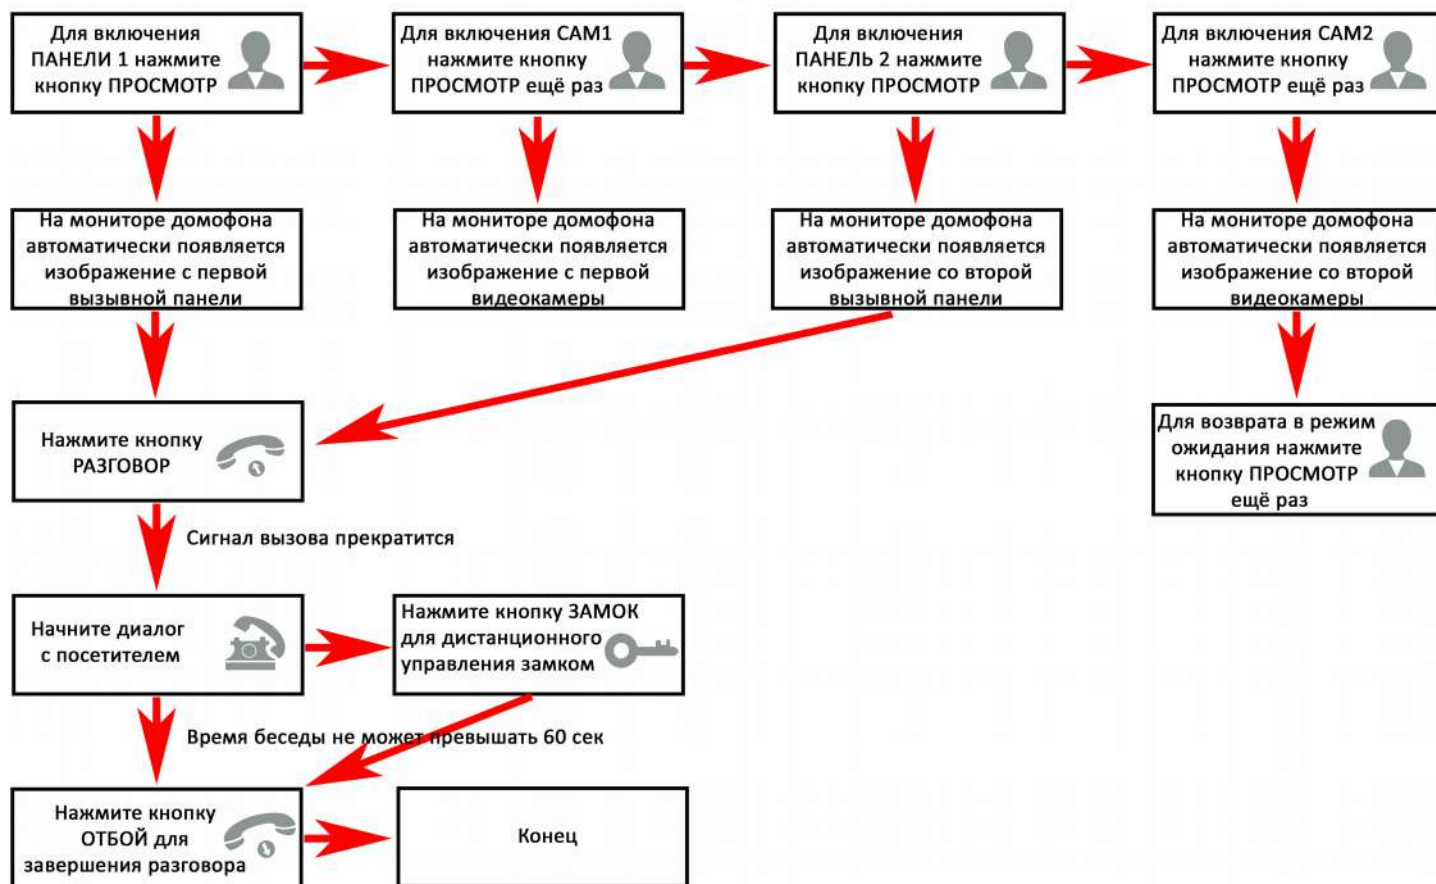 Для включения
ПАНЕЛИ 1 нажмите
кнопку ПРОСМОТР
Для включения САМ1
нажмите кнопку
ПРОСМОТР ещё раз
Для включения
ПАНЕЛЬ 2 нажмите
кнопку ПРОСМОТР
Для включения САМ2
нажмите кнопку
ПРОСМОТР ещё раз
На мониторе домофона
автоматически появляется
изображение с первой
вызывной панели
На мониторе домофона
автоматически появляется
изображение с первой
видеокамеры
На мониторе домофона
автоматически появляется
изображение со второй
вызывной панели
На мониторе домофона
автоматически появляется
изображение со второй
видеокамеры
Нажмите кнопку
РАЗГОВОР
Для возврата в режим
ожидания нажмите
кнопку ПРОСМОТР
ещё раз
Сигнал вызова прекратится
Начните диалог
с посетителем
Нажмите кнопку ЗАМОК
для дистанционного
управления замком
Время беседы не может превышать 60 сек
Нажмите кнопку
ОТБОЙ для
завершения разговора
Конец